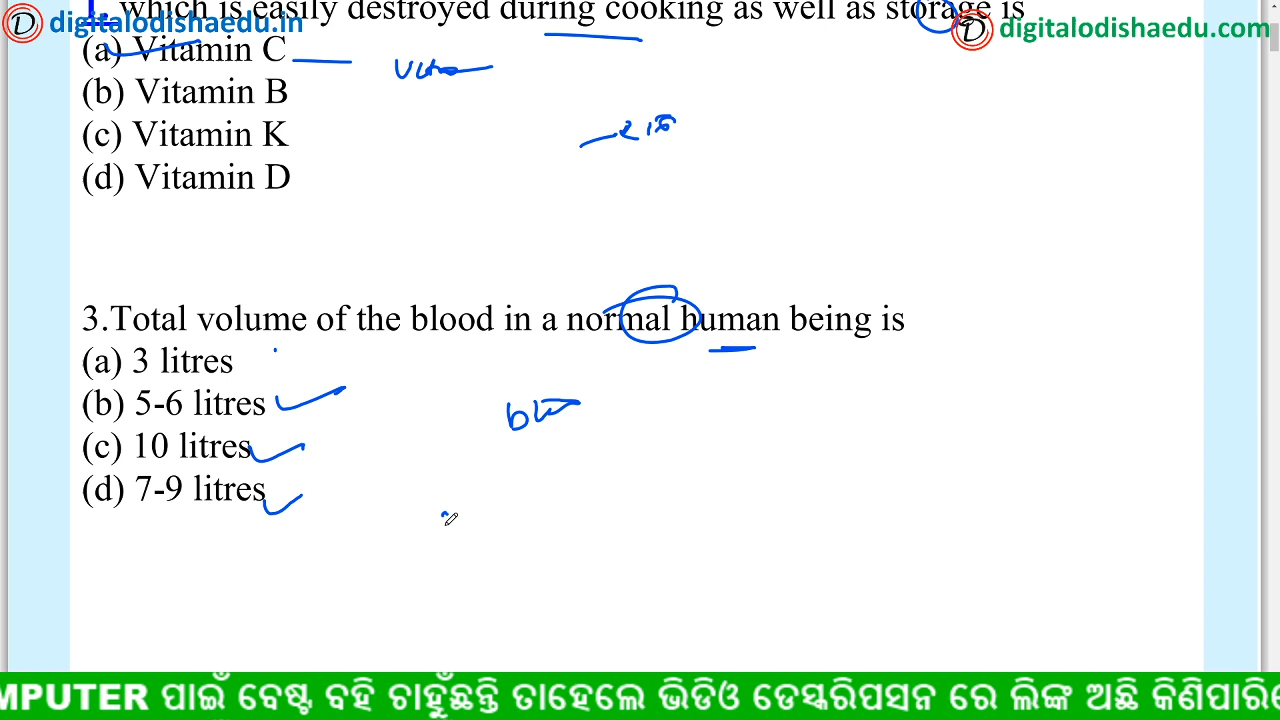 1. which is easily destroyed during cooking as well as storage is
digitalodishaedu.in
digitalodishaedu.com
(a) Vitamin C
(b) Vitamin B
(c) Vitamin K
(d) Vitamin D
3.Total volume of the blood in a normal human being is
(a) 3 litres
(b) 5-6 litres
(c) 10 litres
(d) 7-9 litres
MPUTER ପାଇଁ ବେଷ୍ଟ ବହି ଚାହୁଁଛନ୍ତି ତାହେଲେ ଭିଡିଓ ଡେସ୍କରିପସନ ରେ ଲିଙ୍କ ଅଛି କିଣିପାରିବେ